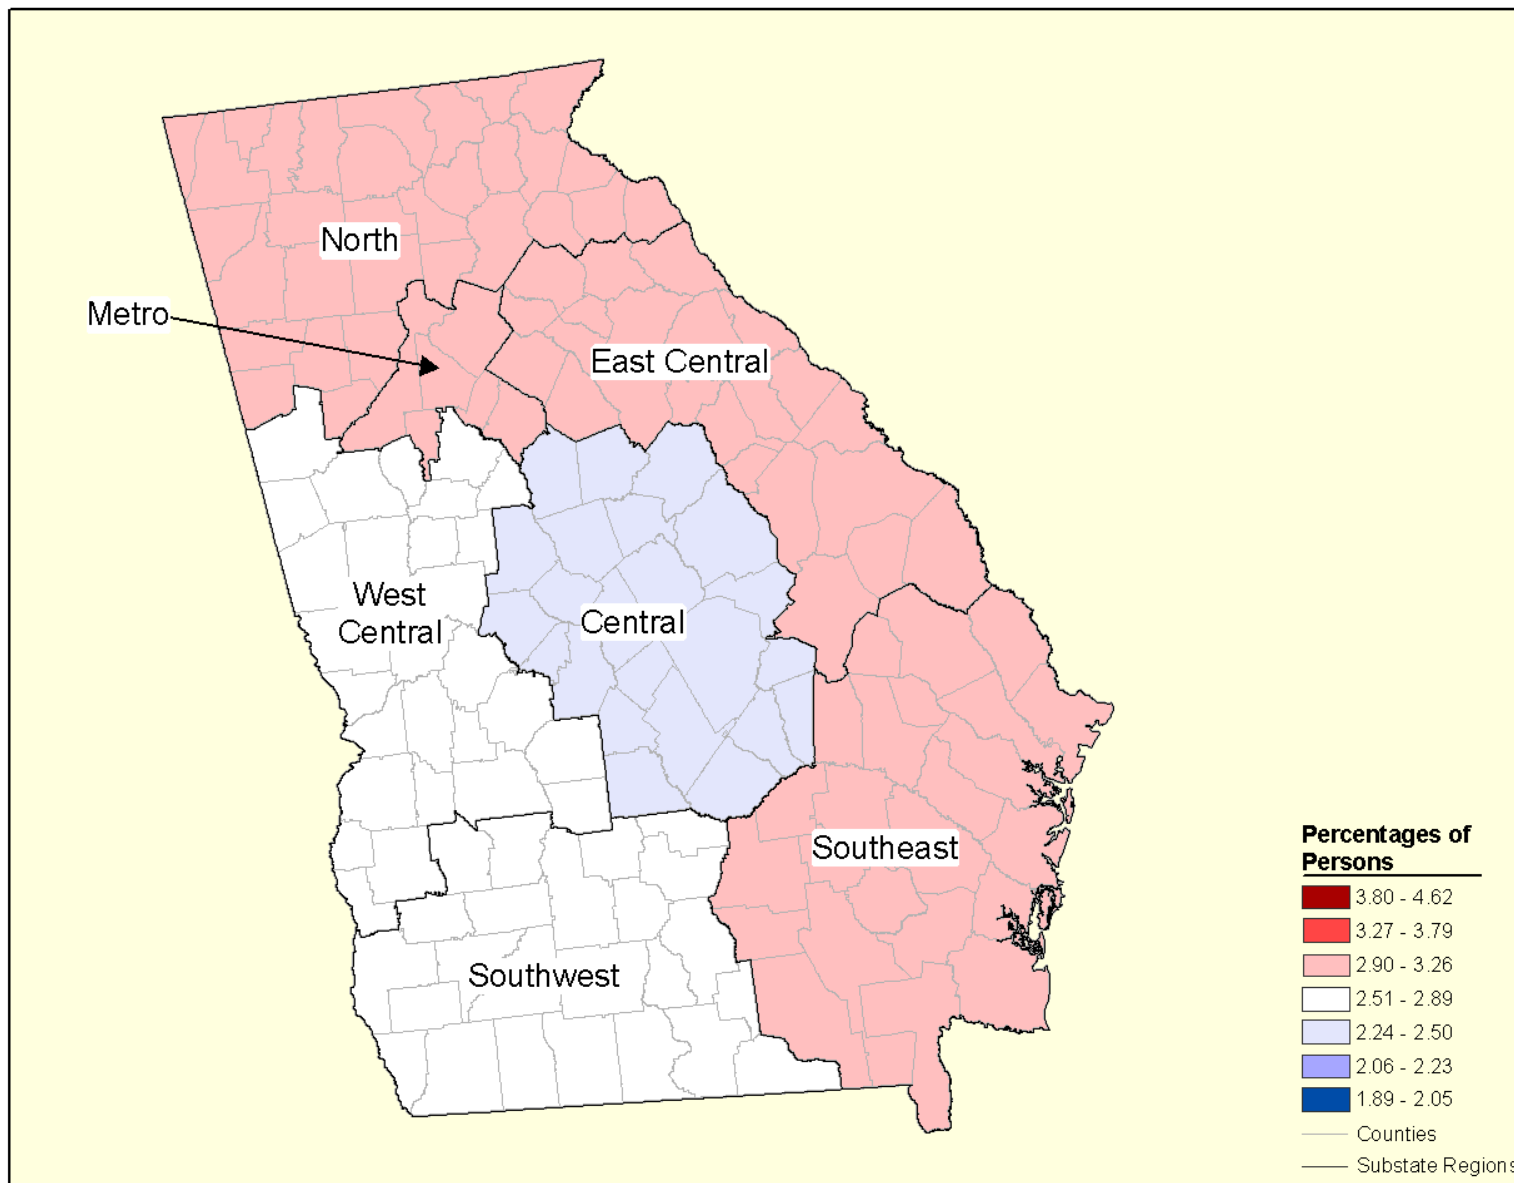 North
Metro
East Central
West
Central
Central
Southeast
Southwest
Percentages of
Persons
3.80 - 4.62
3.27 - 3.79
2.90 - 3.26
2.51 - 2.89
2.24 - 2.50
2.06 - 2.23
1.89 - 2.05
Counties
Substate Regions